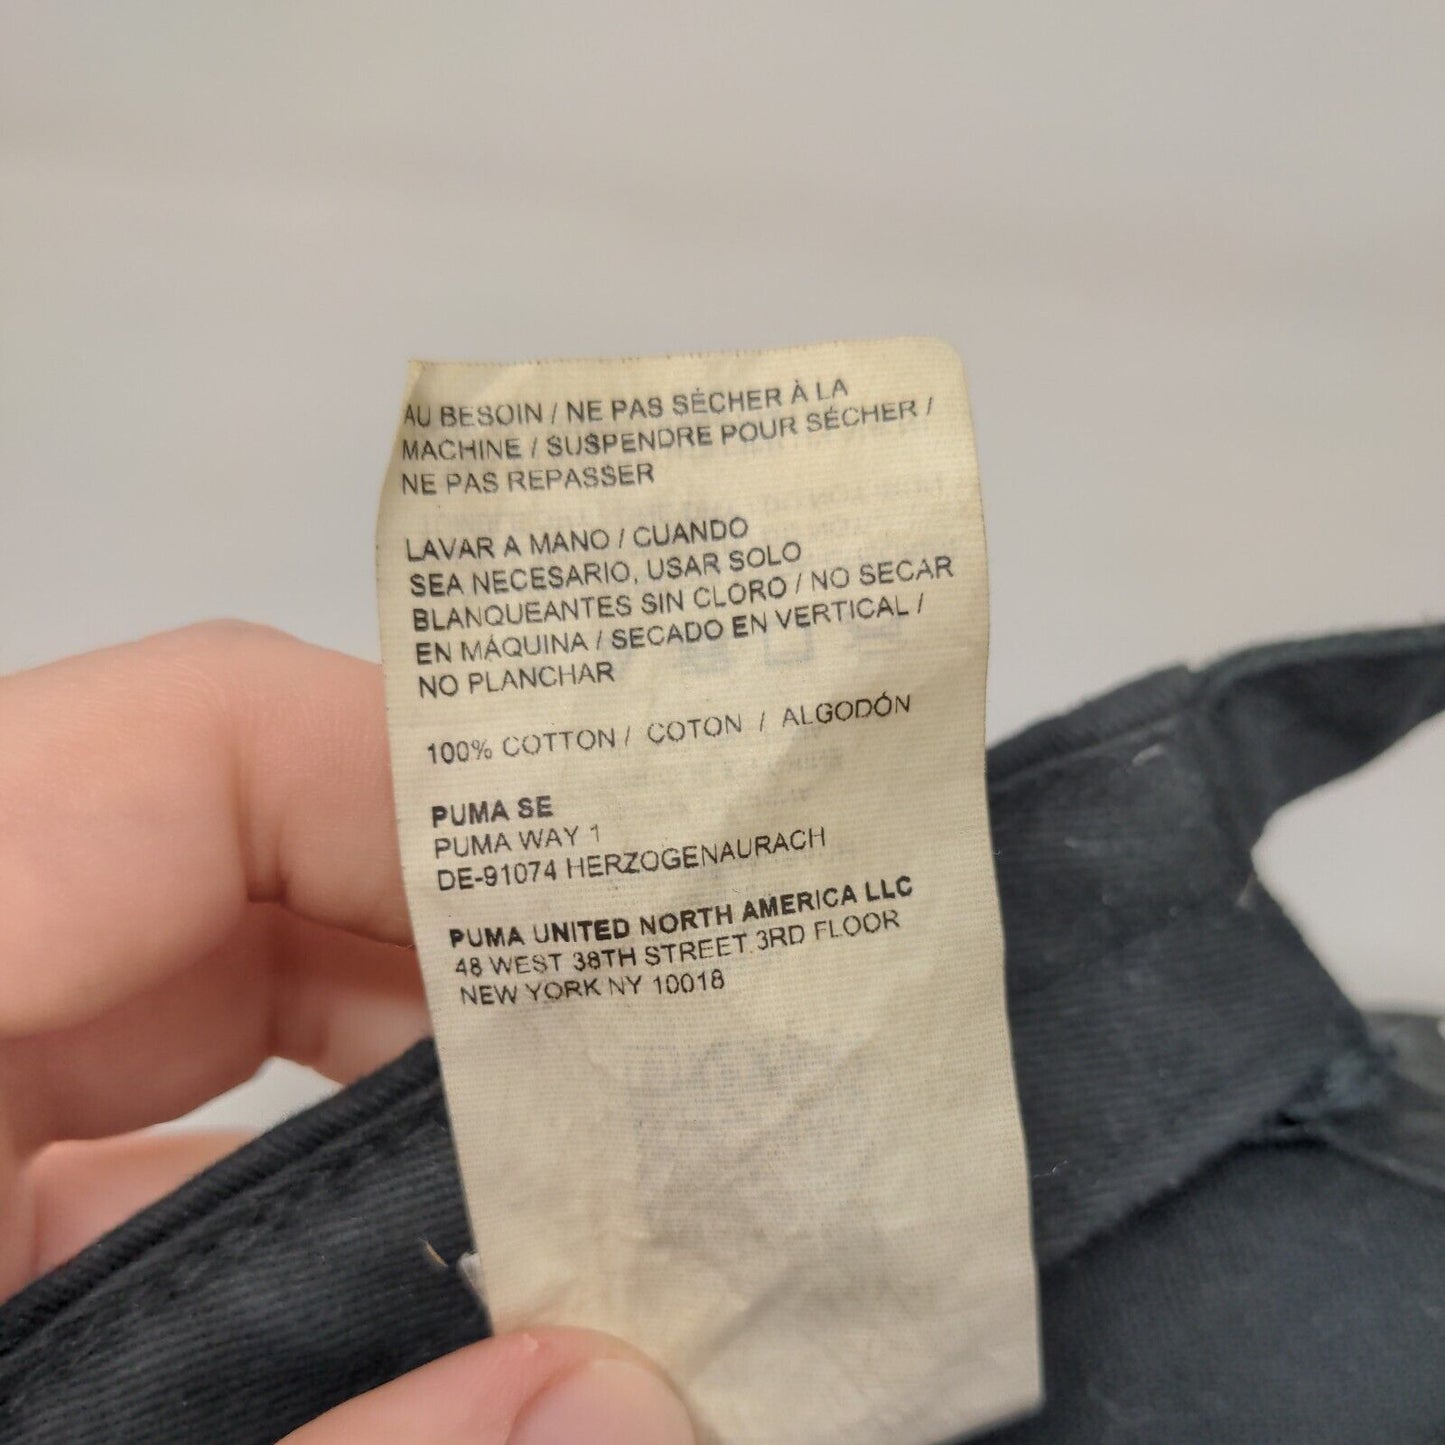 AU BESOIN / NE PAS SÉCHER À LA
MACHINE / SUSPENDRE POUR SÉCHER /
NE PAS REPASSER
LAVAR A MANO / CUANDO
SEA NECESARIO, USAR SOLO
BLANQUEANTES SIN CLORO / NO SECAR
EN MÁQUINA / SECADO EN VERTICAL /
NO PLANCHAR
100% COTTON / COTON / ALGODÓN
PUMA SE
PUMA WAY 1
DE-91074 HERZOGENAURACH
PUMA UNITED NORTH AMERICA LLC
48 WEST 38TH STREET 3RD FLOOR
NEW YORK NY 10018